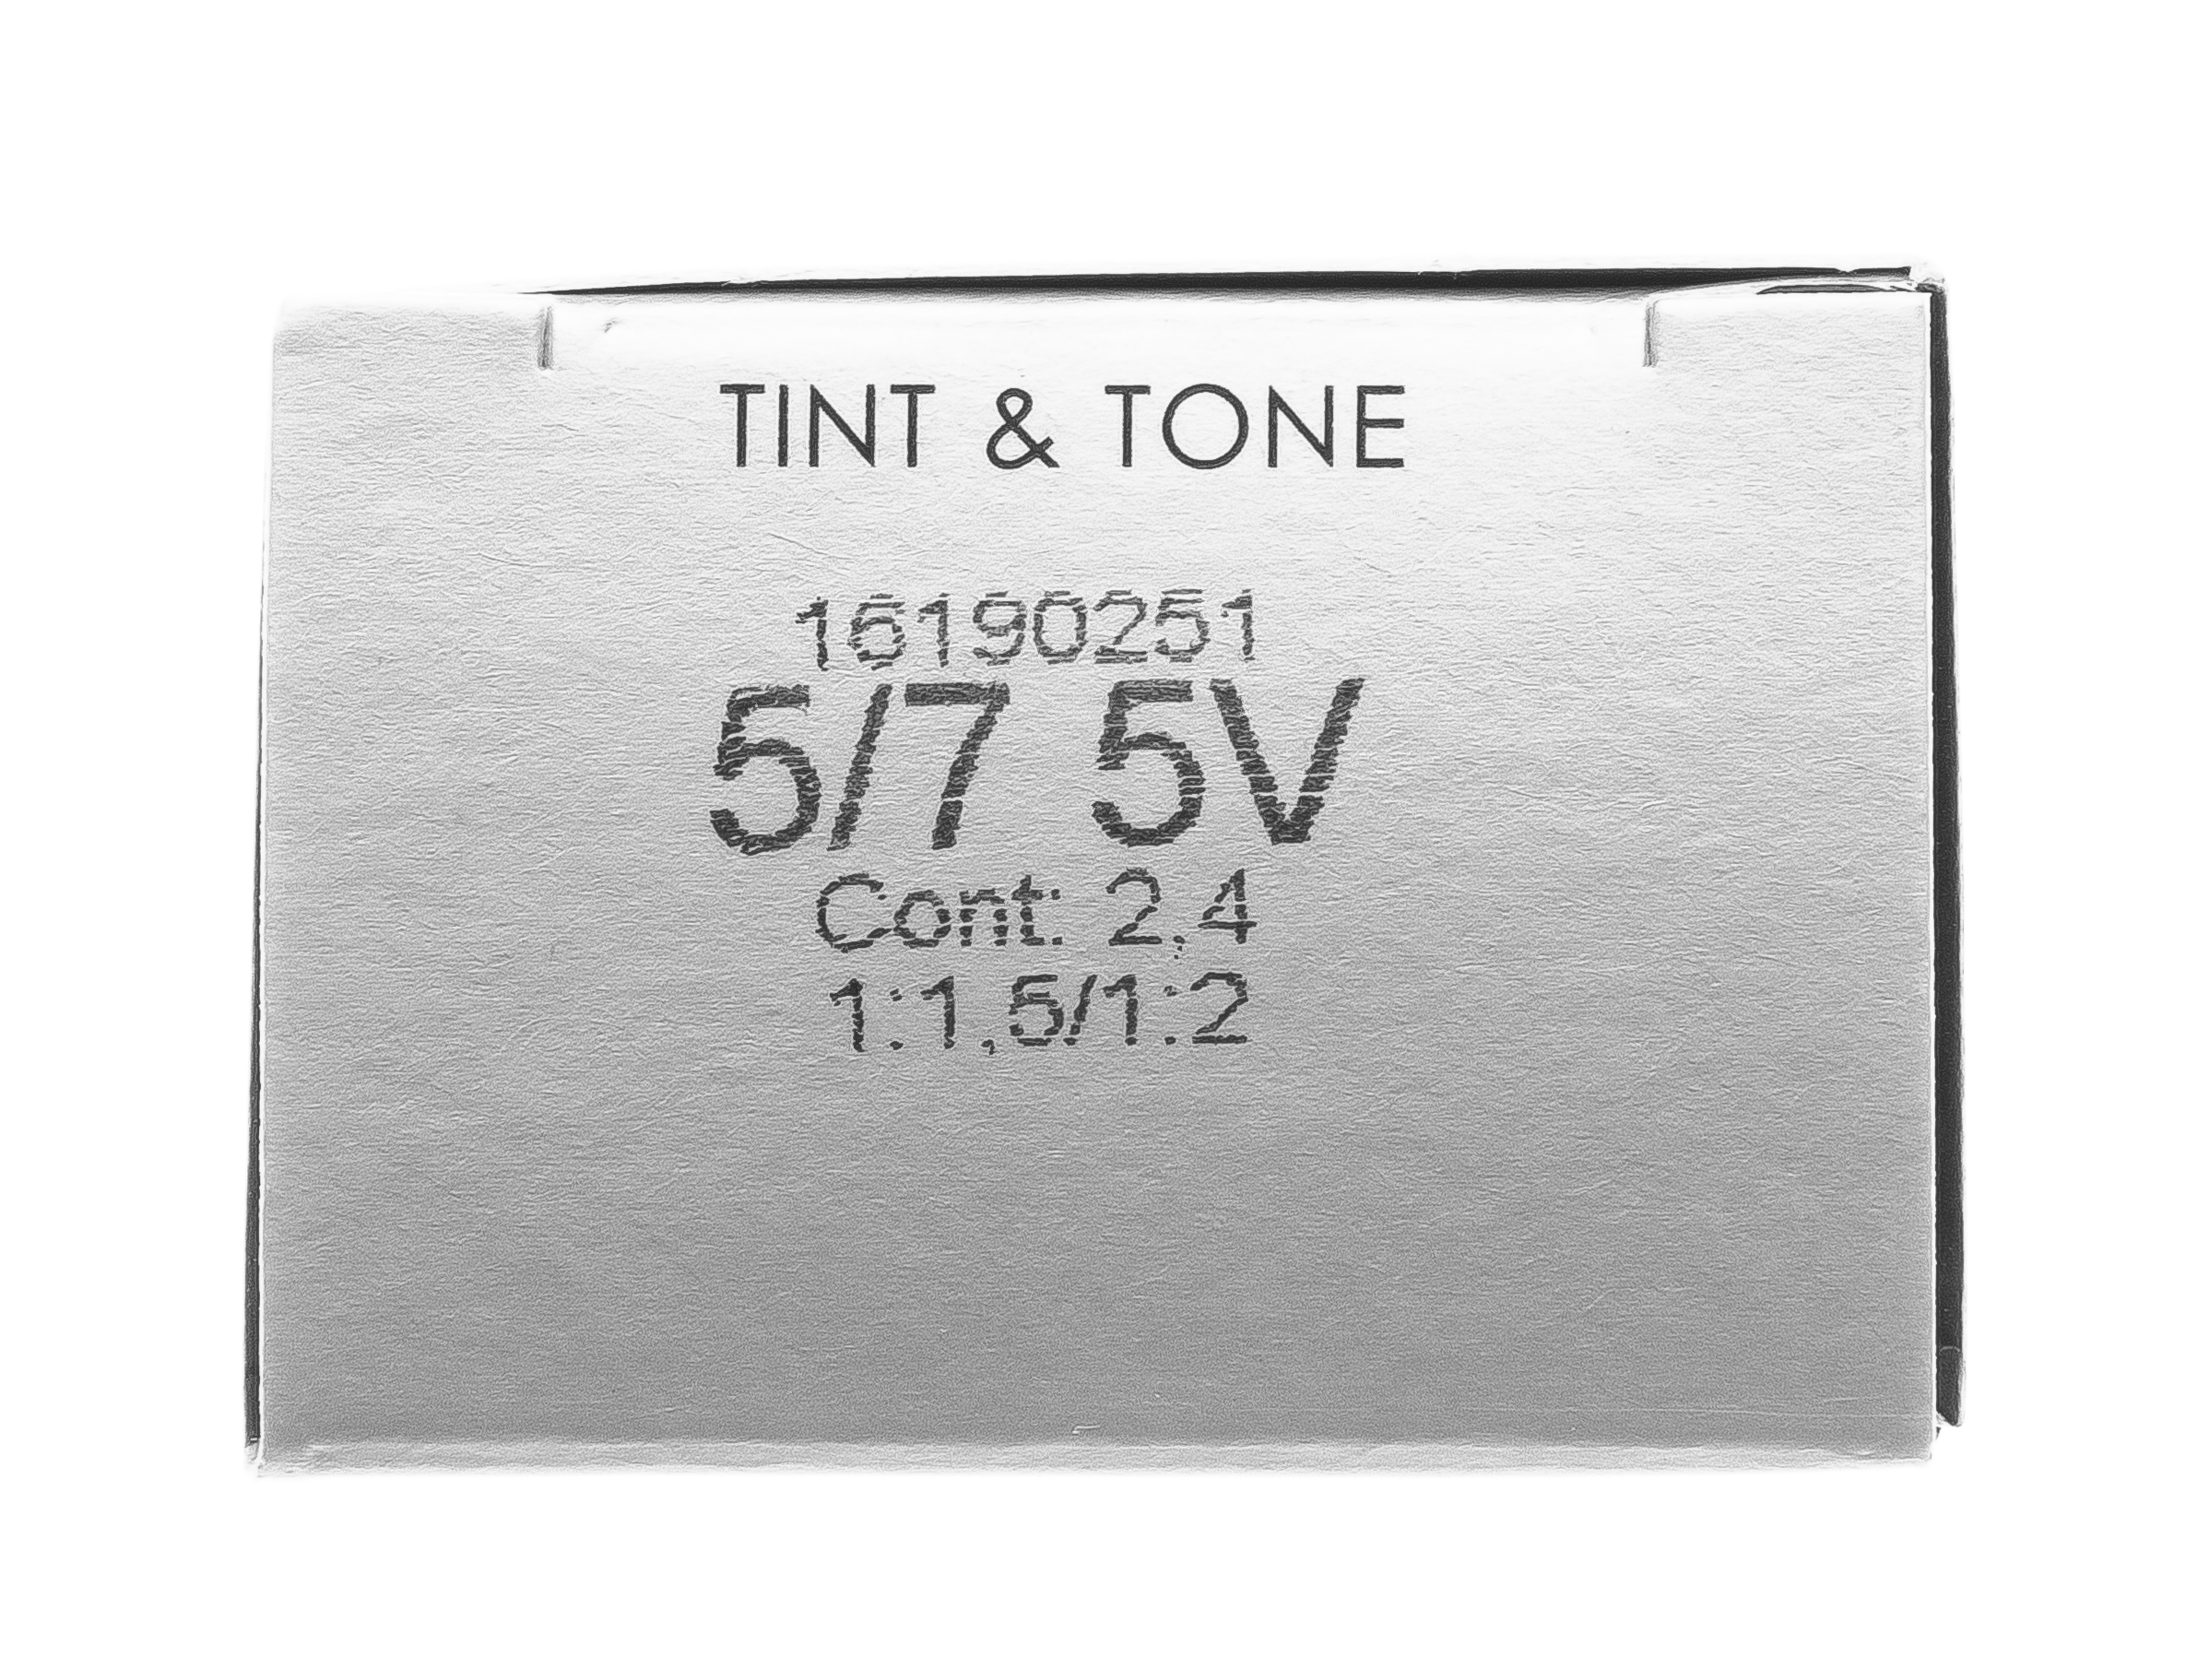 TINT & TONE
16190251
5/7 5V
Cont: 2,4
1:1,5/1:2